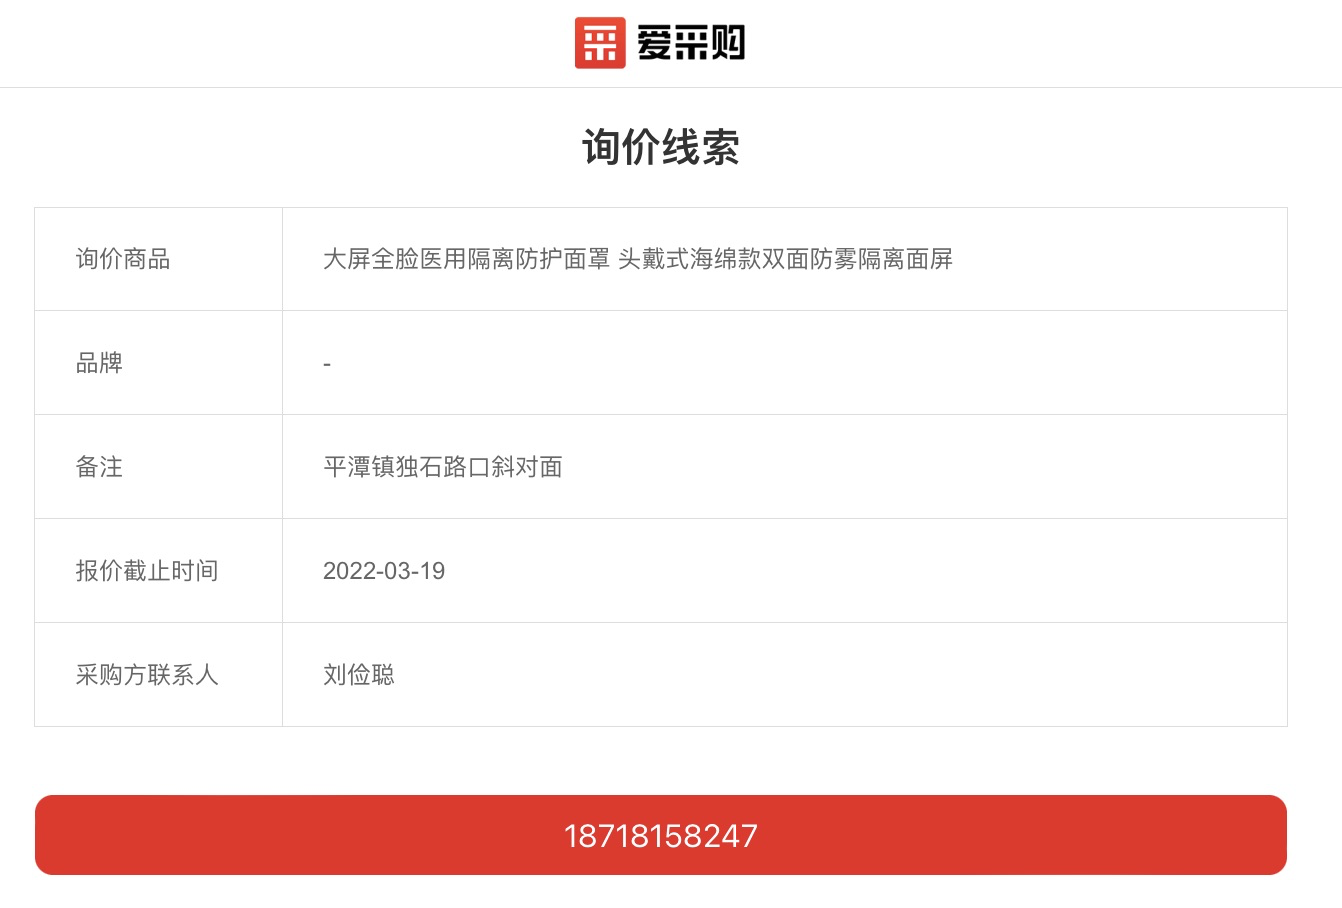 采 爱采购
询价线索
询价商品 大屏全脸医用隔离防护面罩 头戴式海绵款双面防雾隔离面屏
品牌 -
备注 平潭镇独石路口斜对面
报价截止时间 2022-03-19
采购方联系人 刘俭聪
18718158247